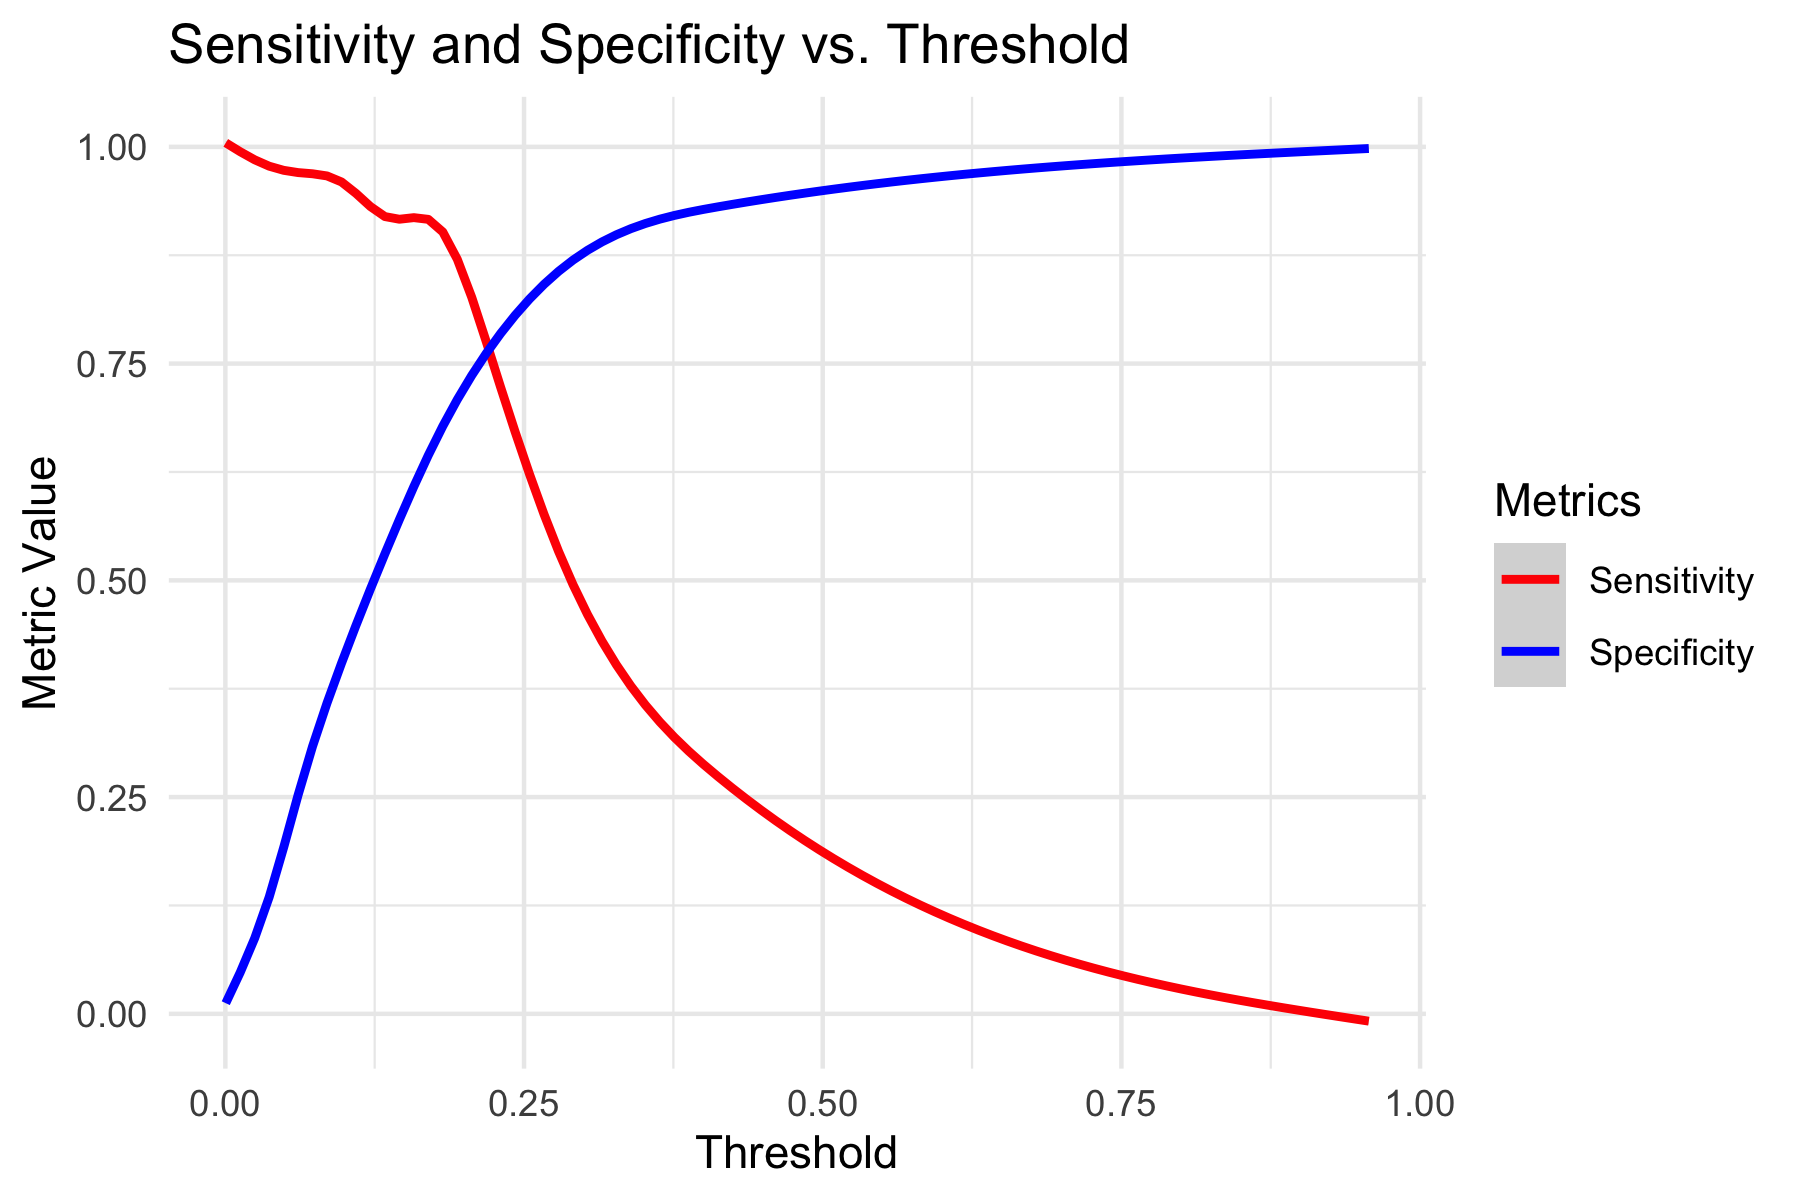 Sensitivity and Specificity vs. Threshold
Metric Value
1.00
0.75
0.50
0.25
0.00
0.00 0.25 0.50 0.75 1.00
Threshold
Metrics
Sensitivity
Specificity